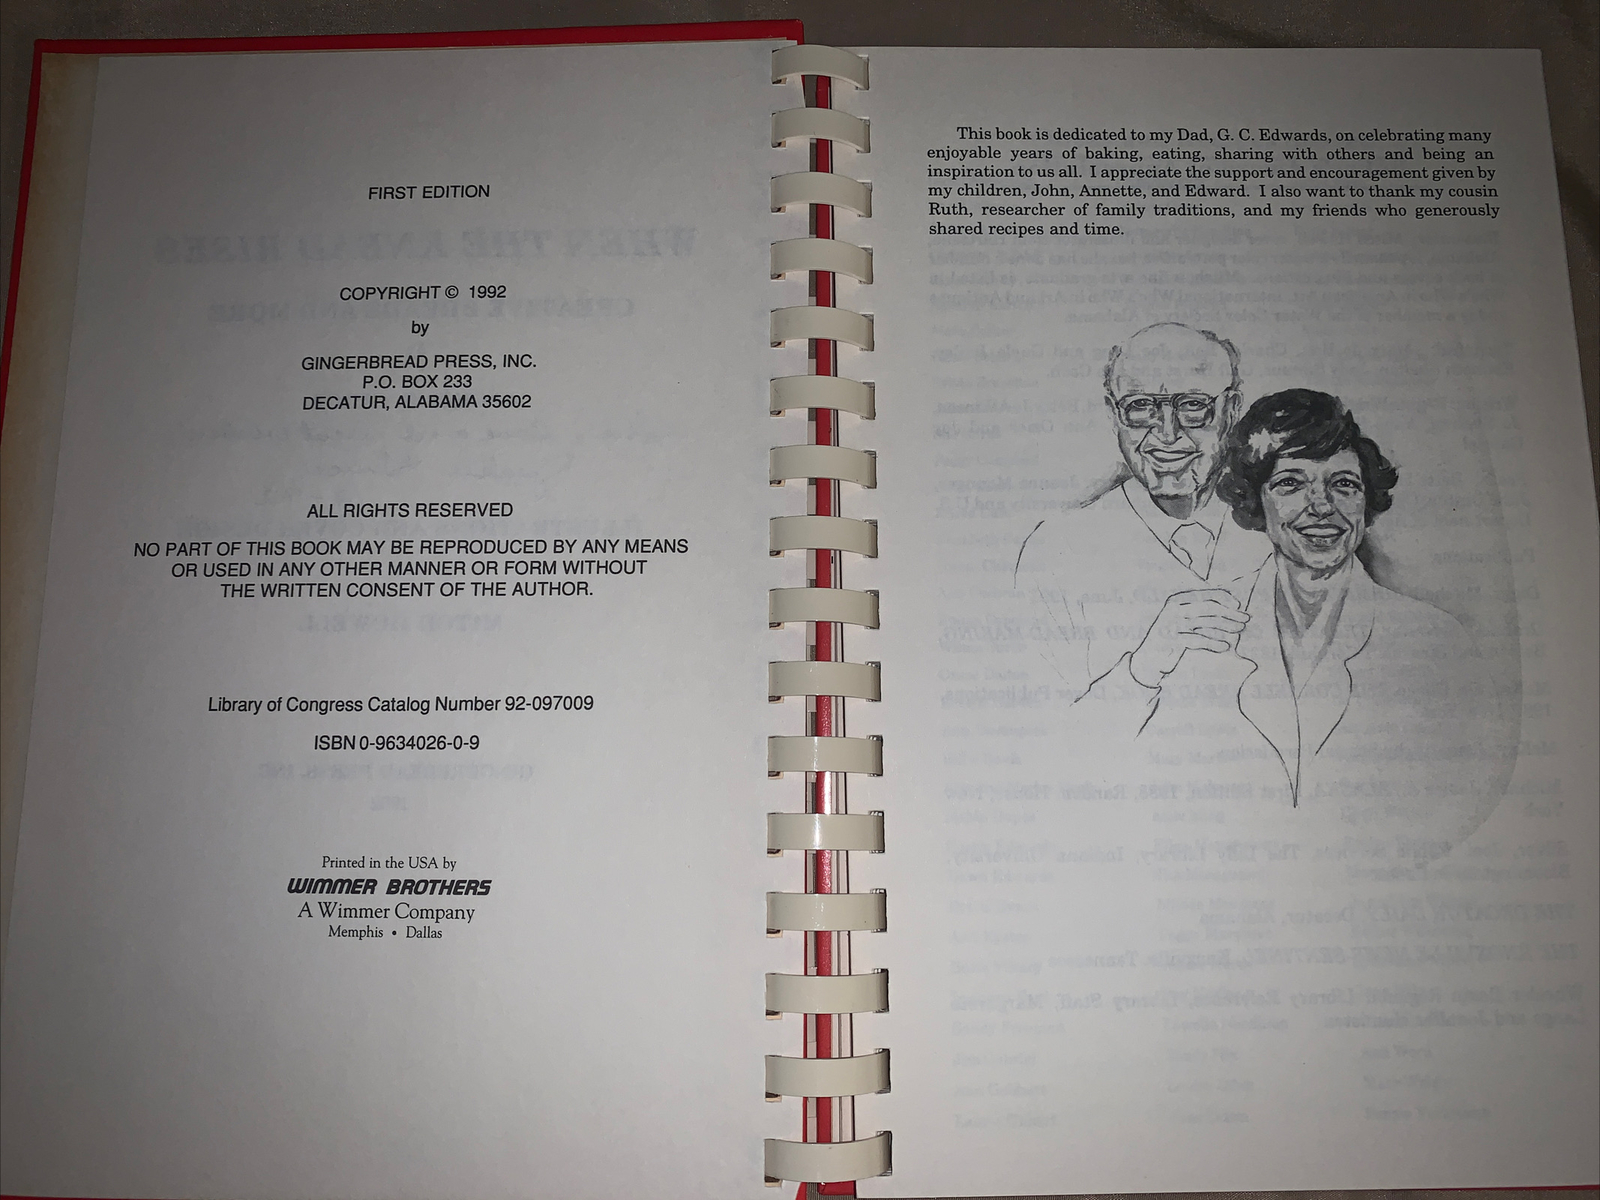 FIRST EDITION
COPYRIGHT © 1992
by
GINGERBREAD PRESS, INC.
P.O. BOX 233
DECATUR, ALABAMA 35602
ALL RIGHTS RESERVED
NO PART OF THIS BOOK MAY BE REPRODUCED BY ANY MEANS
OR USED IN ANY OTHER MANNER OR FORM WITHOUT
THE WRITTEN CONSENT OF THE AUTHOR.
Library of Congress Catalog Number 92-097009
ISBN 0-9634026-0-9
Printed in the USA by
WIMMER BROTHERS
A Wimmer Company
Memphis • Dallas
This book is dedicated to my Dad, G. C. Edwards, on celebrating many
enjoyable years of baking, eating, sharing with others and being an
inspiration to us all. I appreciate the support and encouragement given by
my children, John, Annette, and Edward. I also want to thank my cousin
Ruth, researcher of family traditions, and my friends who generously
shared recipes and time.